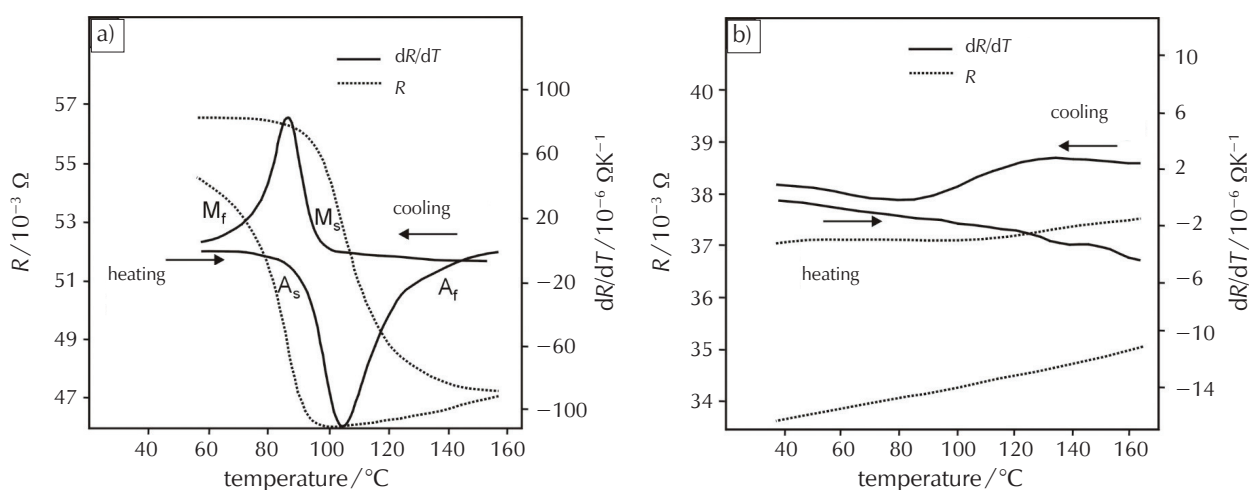 a)
dR/dT
R
57
55
53
51
49
47
R / 10⁻³ Ω
100
60
20
−20
−60
−100
dR/dT / 10⁻⁶ ΩK⁻¹
M_f
M_s
cooling
heating
A_s
A_f
40 60 80 100 120 140 160
temperature / °C
b)
dR/dT
R
40
39
38
37
36
35
34
R / 10⁻³ Ω
10
6
2
−2
−6
−10
−14
dR/dT / 10⁻⁶ ΩK⁻¹
cooling
heating
40 60 80 100 120 140 160
temperature / °C